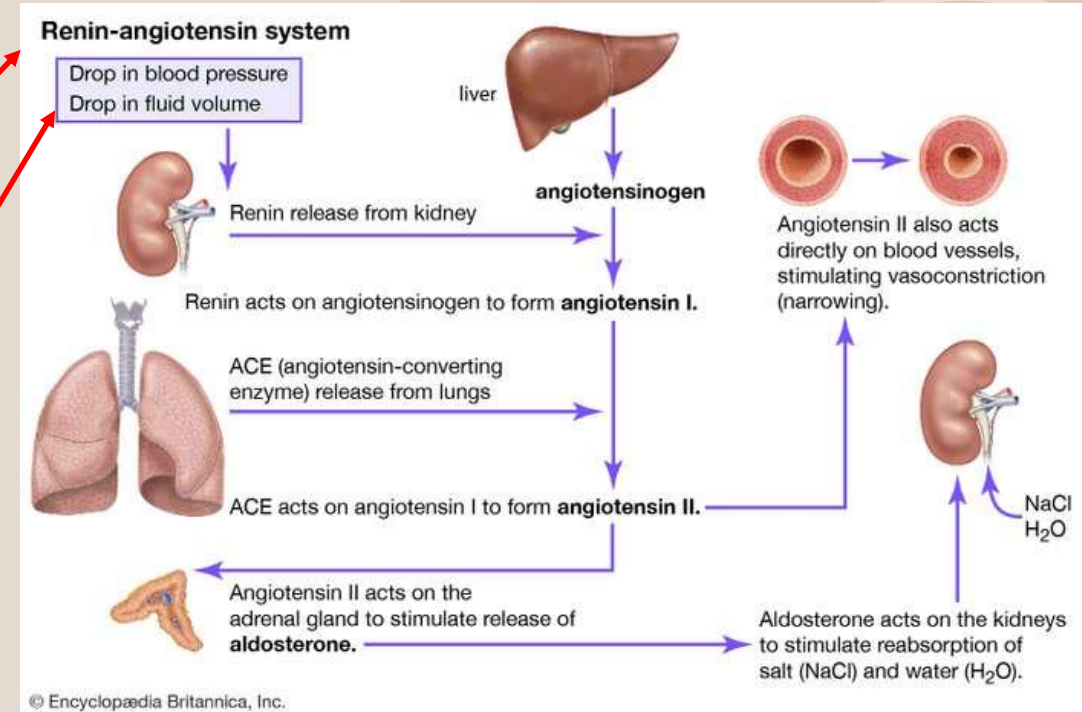 Renin-angiotensin system
Drop in blood pressure
Drop in fluid volume
liver
angiotensinogen
Renin release from kidney
Angiotensin II also acts
directly on blood vessels,
stimulating vasoconstriction
(narrowing).
Renin acts on angiotensinogen to form angiotensin I.
ACE (angiotensin-converting
enzyme) release from lungs
ACE acts on angiotensin I to form angiotensin II.
NaCl
H₂O
Angiotensin II acts on the
adrenal gland to stimulate release of
aldosterone.
Aldosterone acts on the kidneys
to stimulate reabsorption of
salt (NaCl) and water (H₂O).
© Encyclopædia Britannica, Inc.